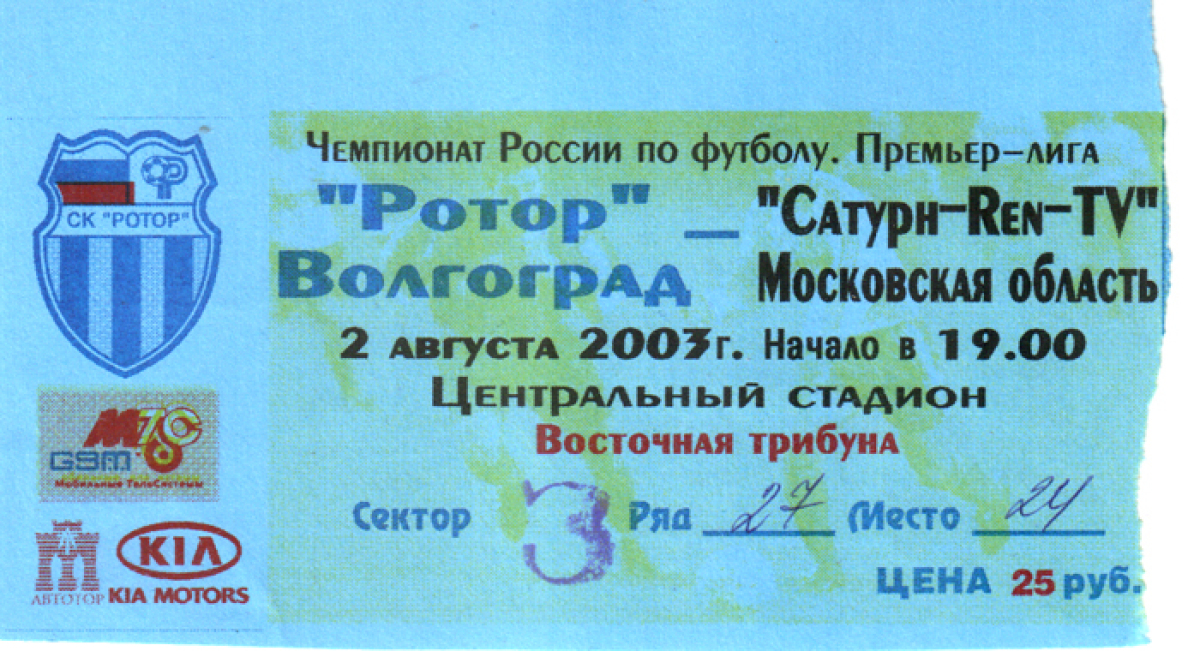 Чемпионат России по футболу. Премьер-лига
"Ротор" — "Сатурн-Ren-TV"
Волгоград Московская область
2 августа 2003г. Начало в 19.00
Центральный стадион
Восточная трибуна
Сектор 3 Ряд 27 Место 24
ЦЕНА 25 руб.
СК "РОТОР"
МТС
GSM
Мобильные ТелеСистемы
АВТОТОР
KIA
KIA MOTORS